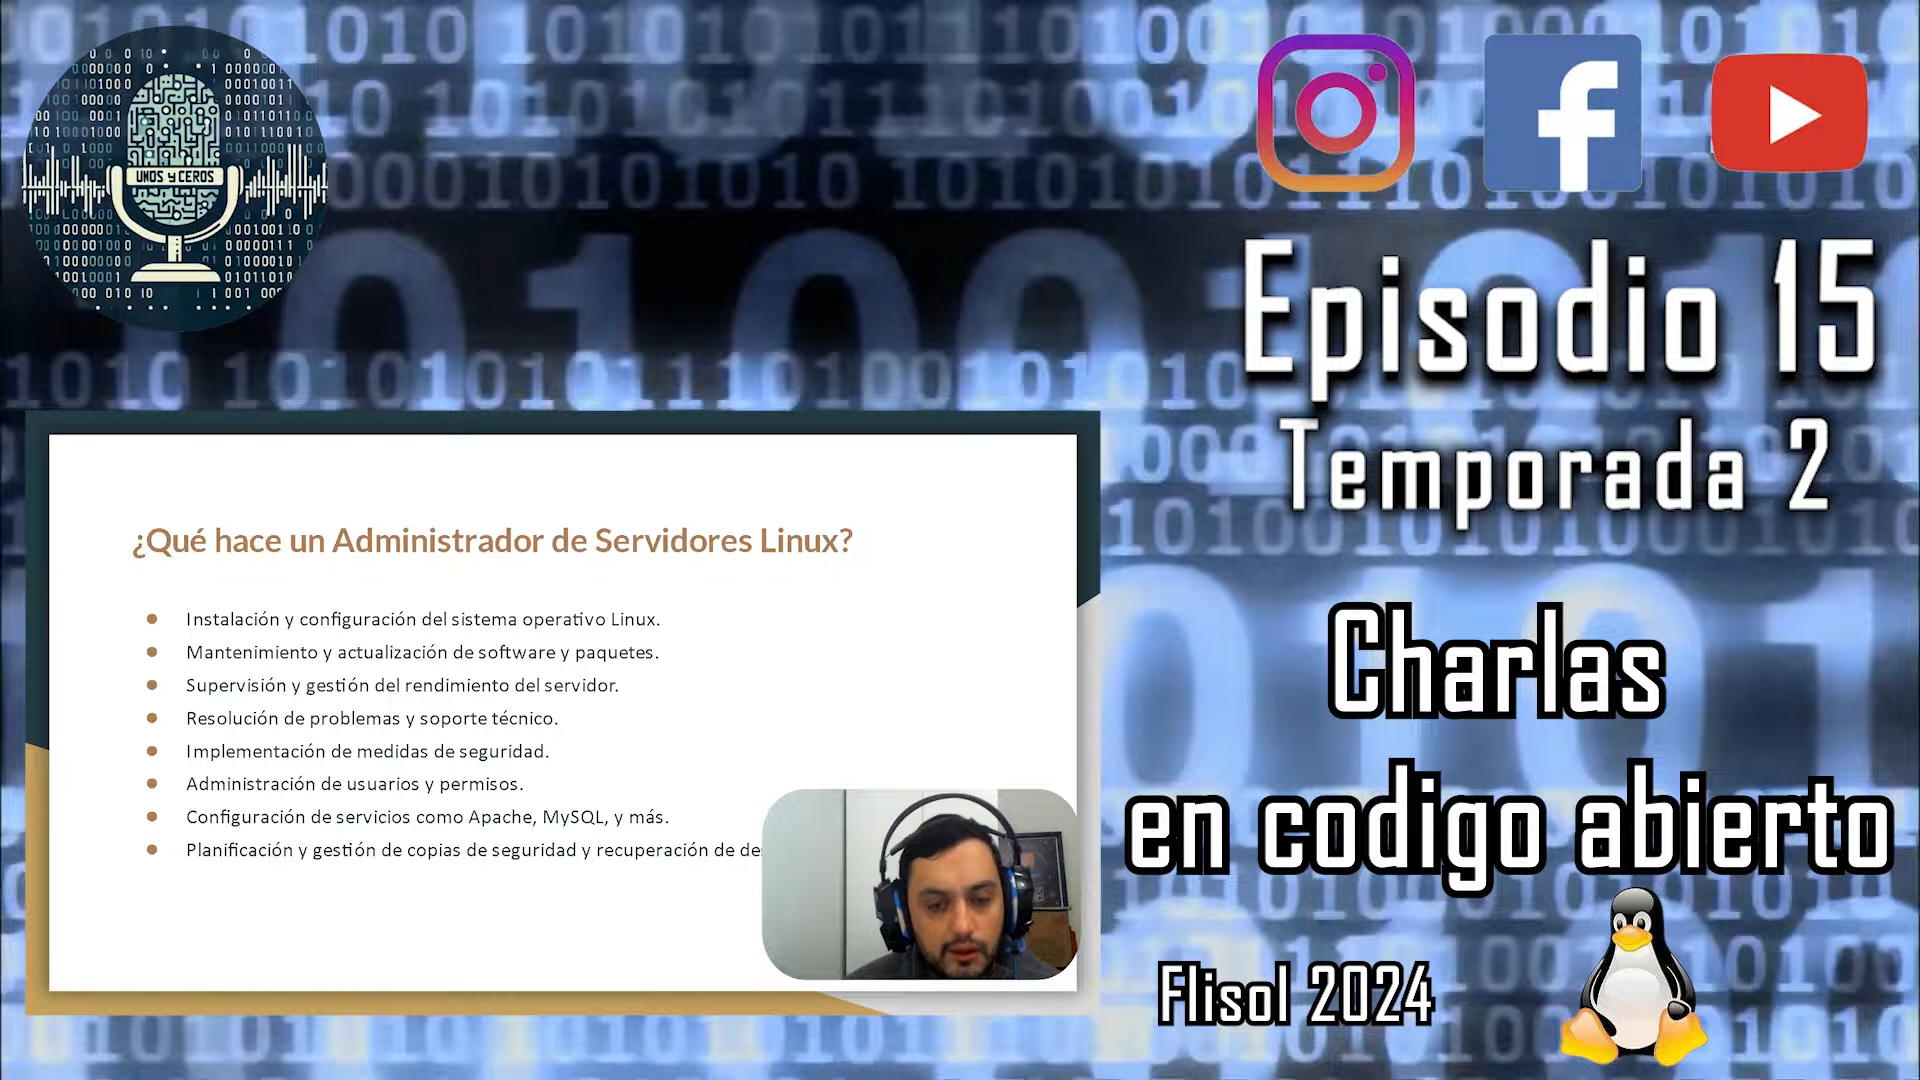 UNOS y CEROS
Episodio 15
Temporada 2
¿Qué hace un Administrador de Servidores Linux?
Instalación y configuración del sistema operativo Linux.
Mantenimiento y actualización de software y paquetes.
Supervisión y gestión del rendimiento del servidor.
Resolución de problemas y soporte técnico.
Implementación de medidas de seguridad.
Administración de usuarios y permisos.
Configuración de servicios como Apache, MySQL, y más.
Planificación y gestión de copias de seguridad y recuperación de
Charlas
en codigo abierto
Flisol 2024